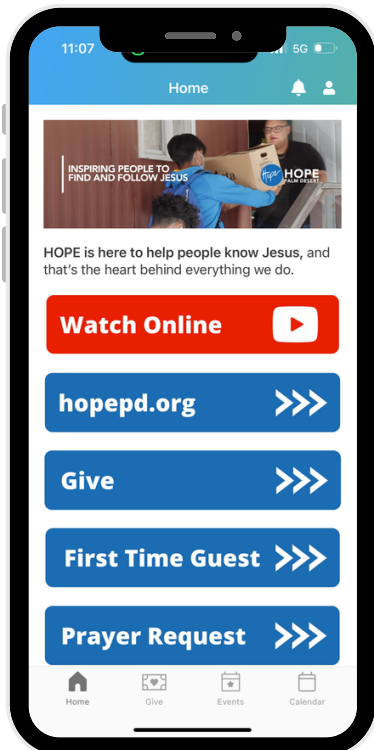 11:07
5G
Home
INSPIRING PEOPLE TO
FIND AND FOLLOW JESUS
Hope
HOPE
PALM DESERT
HOPE is here to help people know Jesus, and
that's the heart behind everything we do.
Watch Online
hopepd.org
Give
First Time Guest
Prayer Request
Home
Give
Events
Calendar